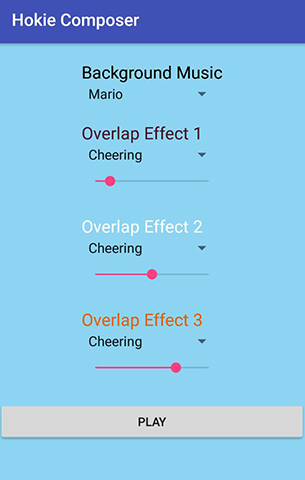 Hokie Composer
Background Music
Mario
Overlap Effect 1
Cheering
Overlap Effect 2
Cheering
Overlap Effect 3
Cheering
PLAY